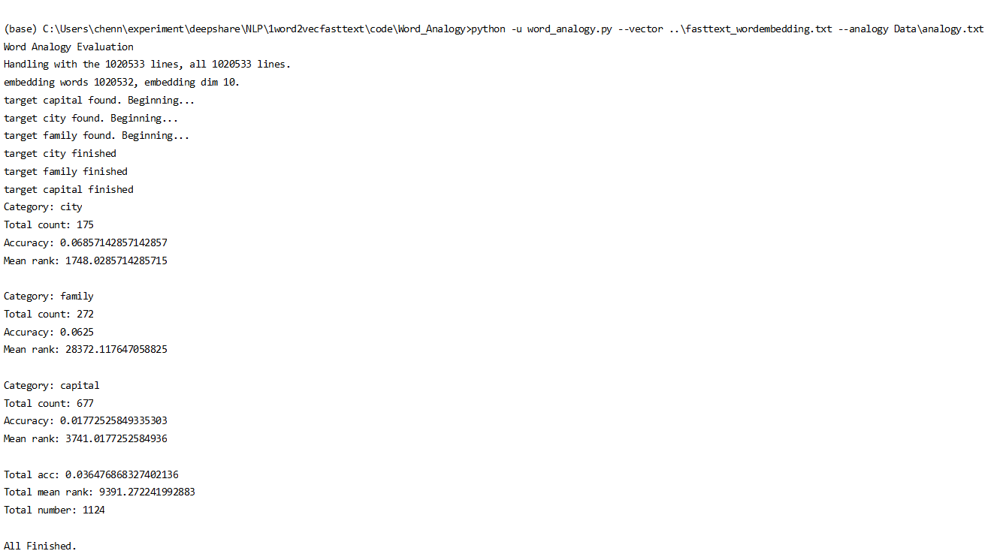 (base) C:\Users\chenn\experiment\deepshare\NLP\1word2vecfasttext\code\Word_Analogy>python -u word_analogy.py --vector ..\fasttext_wordembedding.txt --analogy Data\analogy.txt
Word Analogy Evaluation
Handling with the 1020533 lines, all 1020533 lines.
embedding words 1020532, embedding dim 10.
target capital found. Beginning...
target city found. Beginning...
target family found. Beginning...
target city finished
target family finished
target capital finished
Category: city
Total count: 175
Accuracy: 0.06857142857142857
Mean rank: 1748.0285714285715
Category: family
Total count: 272
Accuracy: 0.0625
Mean rank: 28372.117647058825
Category: capital
Total count: 677
Accuracy: 0.01772525849335303
Mean rank: 3741.0177252584936
Total acc: 0.036476868327402136
Total mean rank: 9391.272241992883
Total number: 1124
All Finished.